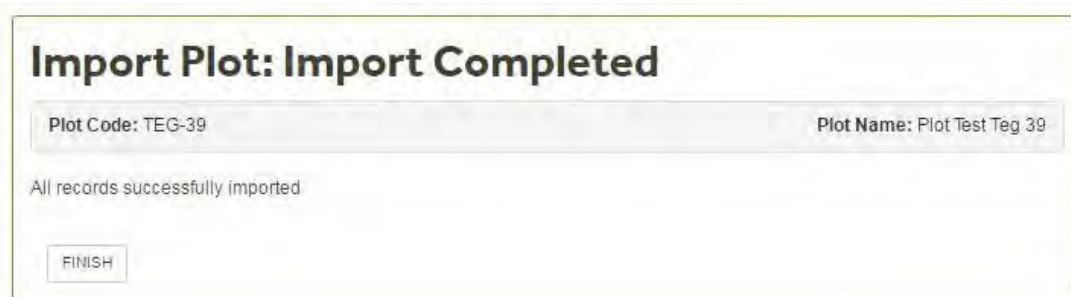 Import Plot: Import Completed
Plot Code: TEG-39 Plot Name: Plot Test Teg 39
All records successfully imported
FINISH